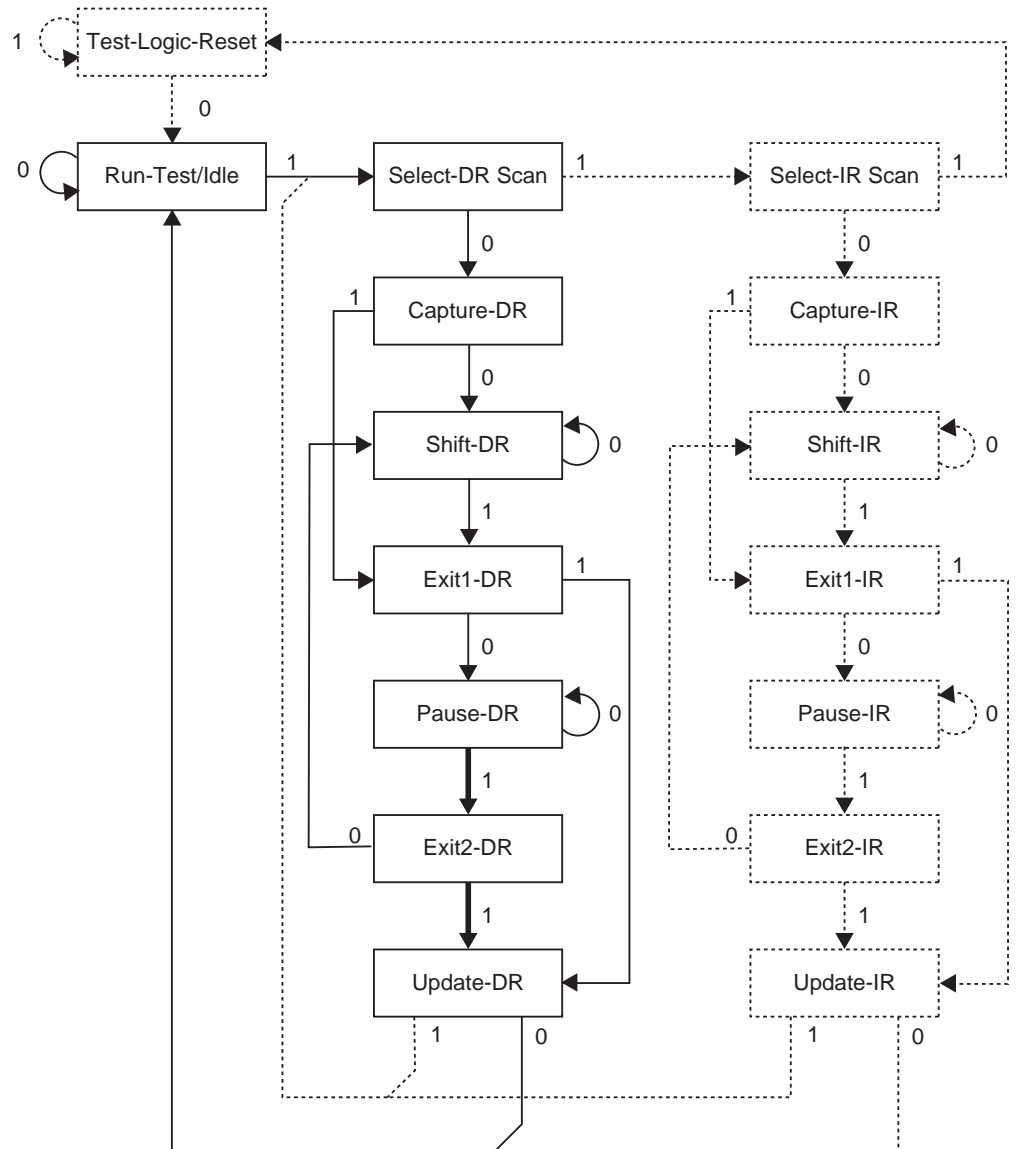 1 Test-Logic-Reset
0
0 Run-Test/Idle 1 Select-DR Scan 1 Select-IR Scan 1
0 0
1 Capture-DR 1 Capture-IR
0 0
Shift-DR 0 Shift-IR 0
1 1
Exit1-DR 1 Exit1-IR 1
0 0
Pause-DR 0 Pause-IR 0
1 1
0 Exit2-DR 0 Exit2-IR
1 1
Update-DR Update-IR
1 0 1 0